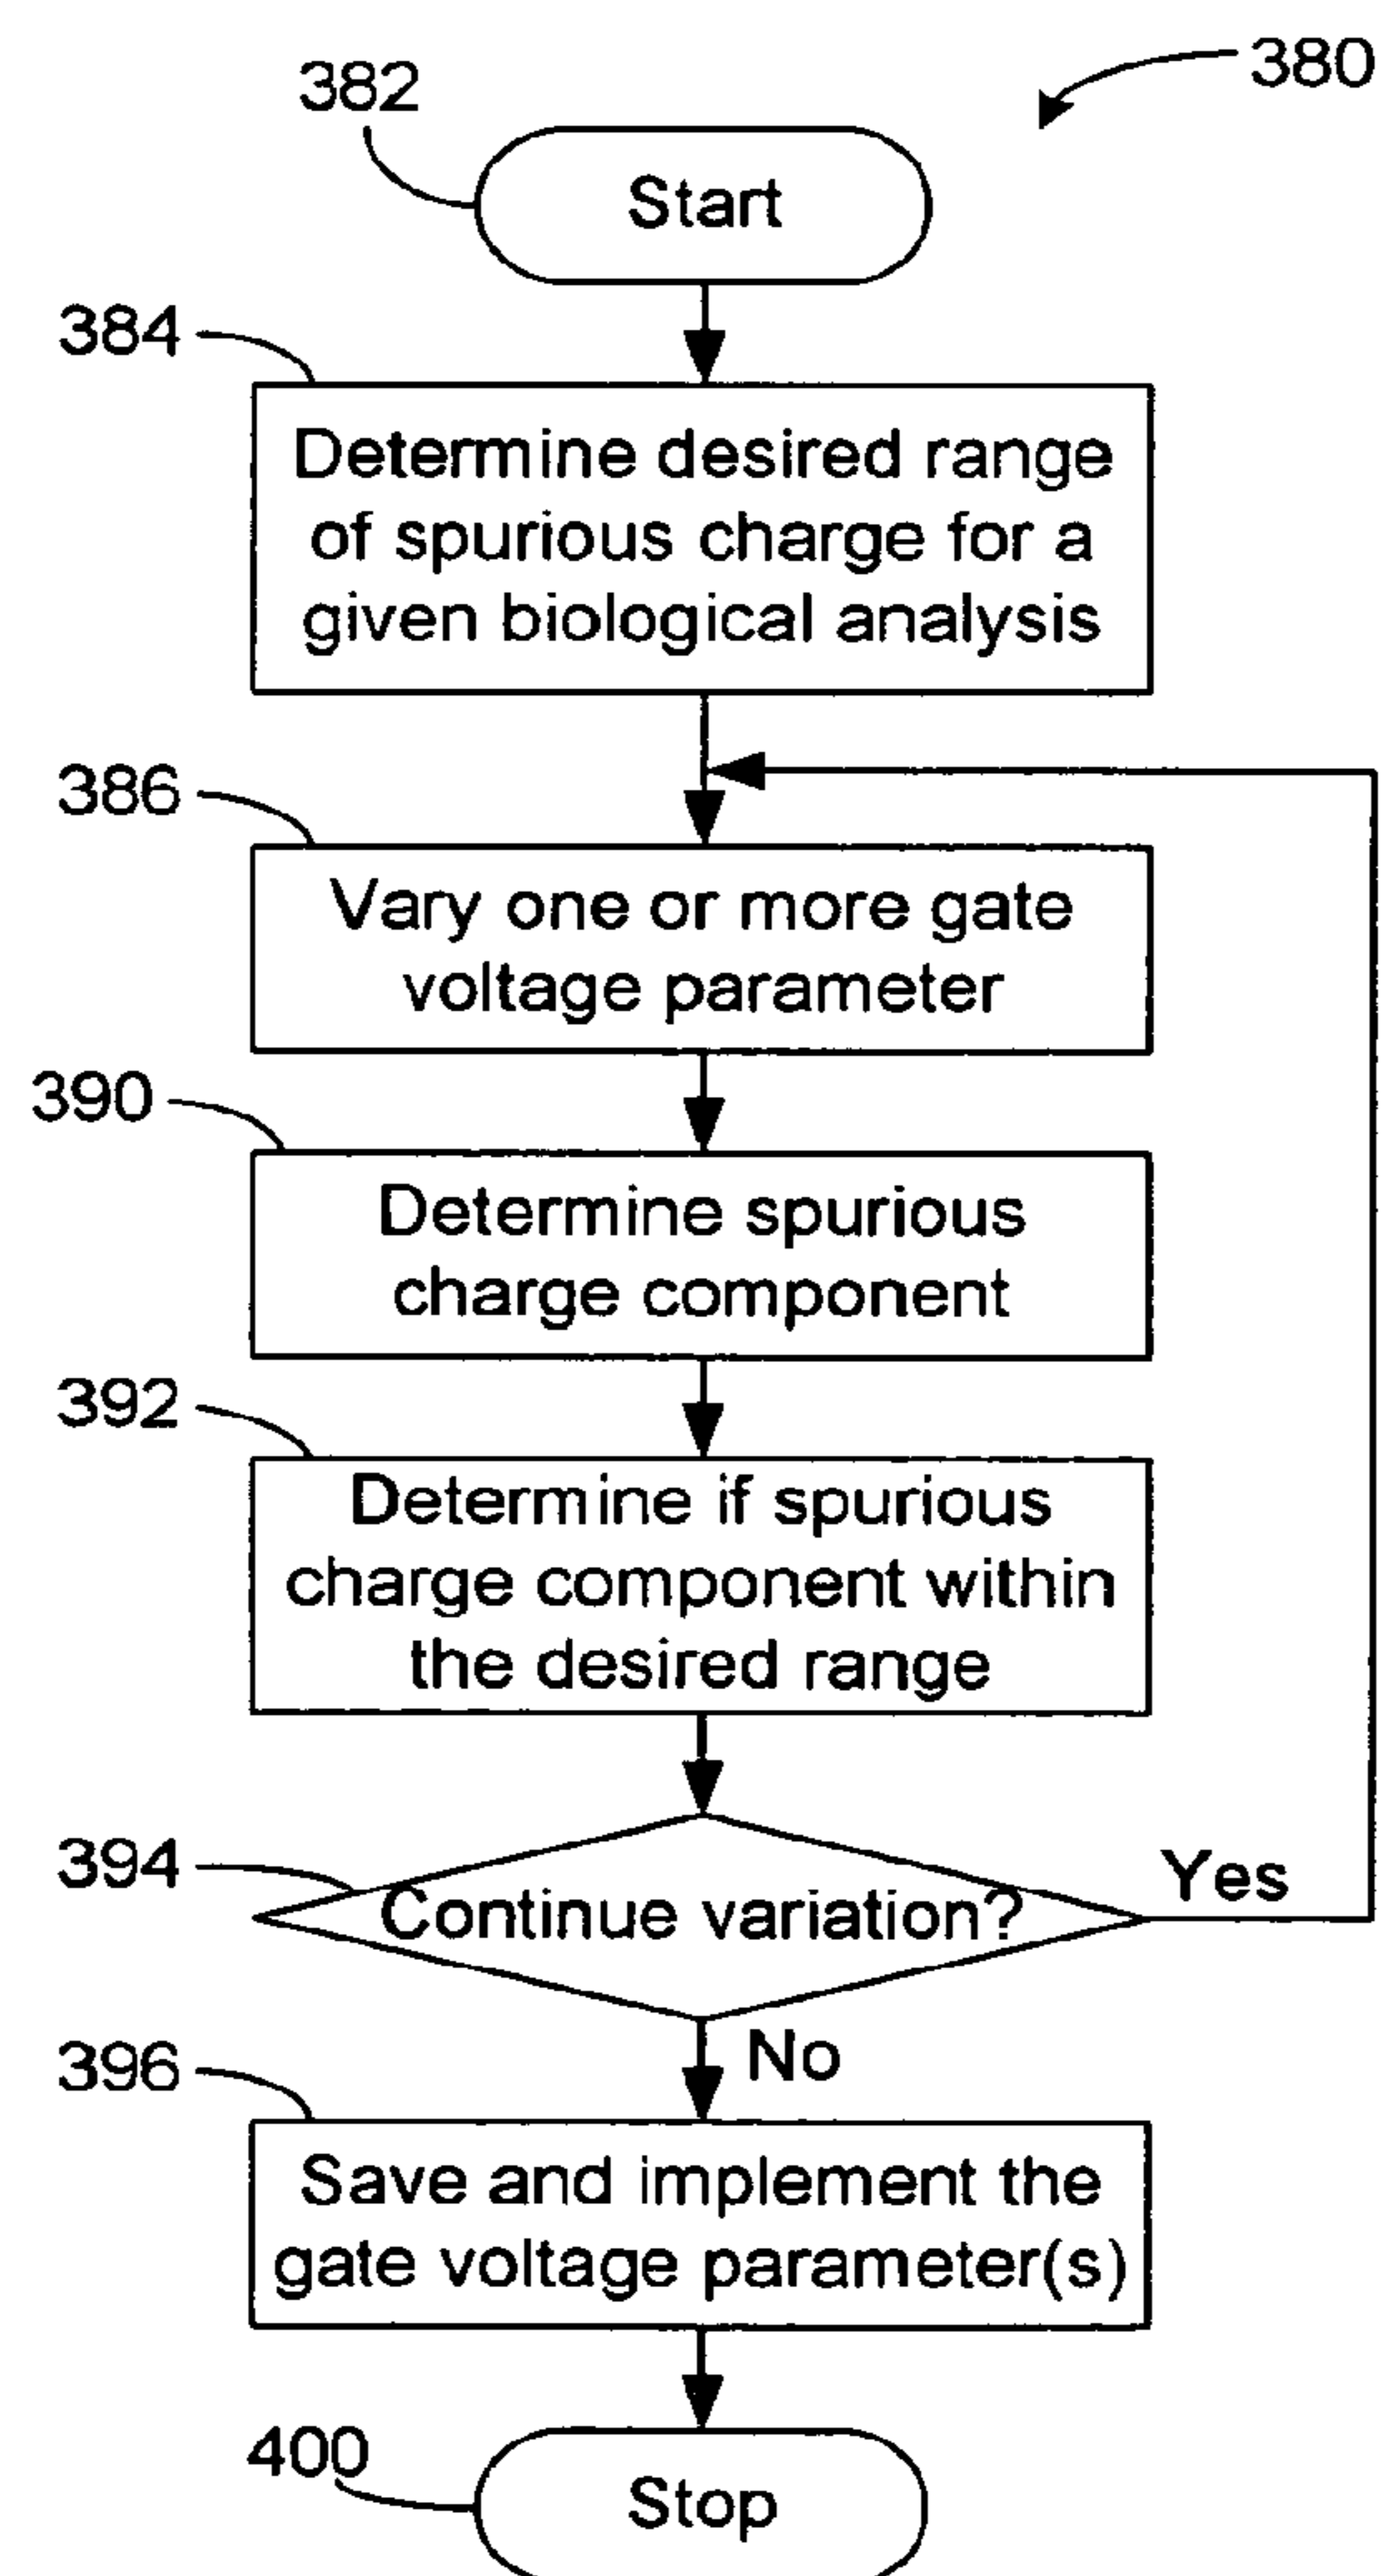 380
382
Start
384
Determine desired range
of spurious charge for a
given biological analysis
386
Vary one or more gate
voltage parameter
390
Determine spurious
charge component
392
Determine if spurious
charge component within
the desired range
394
Continue variation?
Yes
No
396
Save and implement the
gate voltage parameter(s)
400
Stop